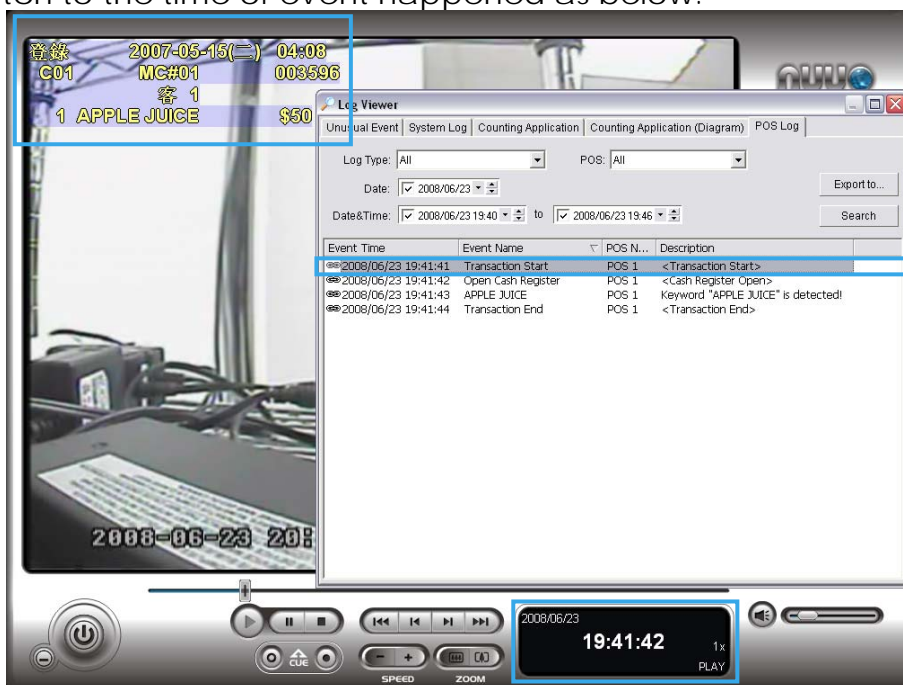 ten to the time of event happened as below.
登錄 2007-05-15(二) 04:08
C01 MC#01 003596
客 1
1 APPLE JUICE $50
nuuo
Log Viewer
Unusual Event System Log Counting Application Counting Application (Diagram) POS Log
Log Type: All POS: All
Date: 2008/06/23 Export to...
Date&Time: 2008/06/23 19:40 to 2008/06/23 19:46 Search
Event Time Event Name POS N... Description
2008/06/23 19:41:41 Transaction Start POS 1 <Transaction Start>
2008/06/23 19:41:42 Open Cash Register POS 1 <Cash Register Open>
2008/06/23 19:41:43 APPLE JUICE POS 1 Keyword "APPLE JUICE" is detected!
2008/06/23 19:41:44 Transaction End POS 1 <Transaction End>
2008-06-23 20:
2008/06/23
19:41:42 1x
PLAY
CUE
SPEED ZOOM